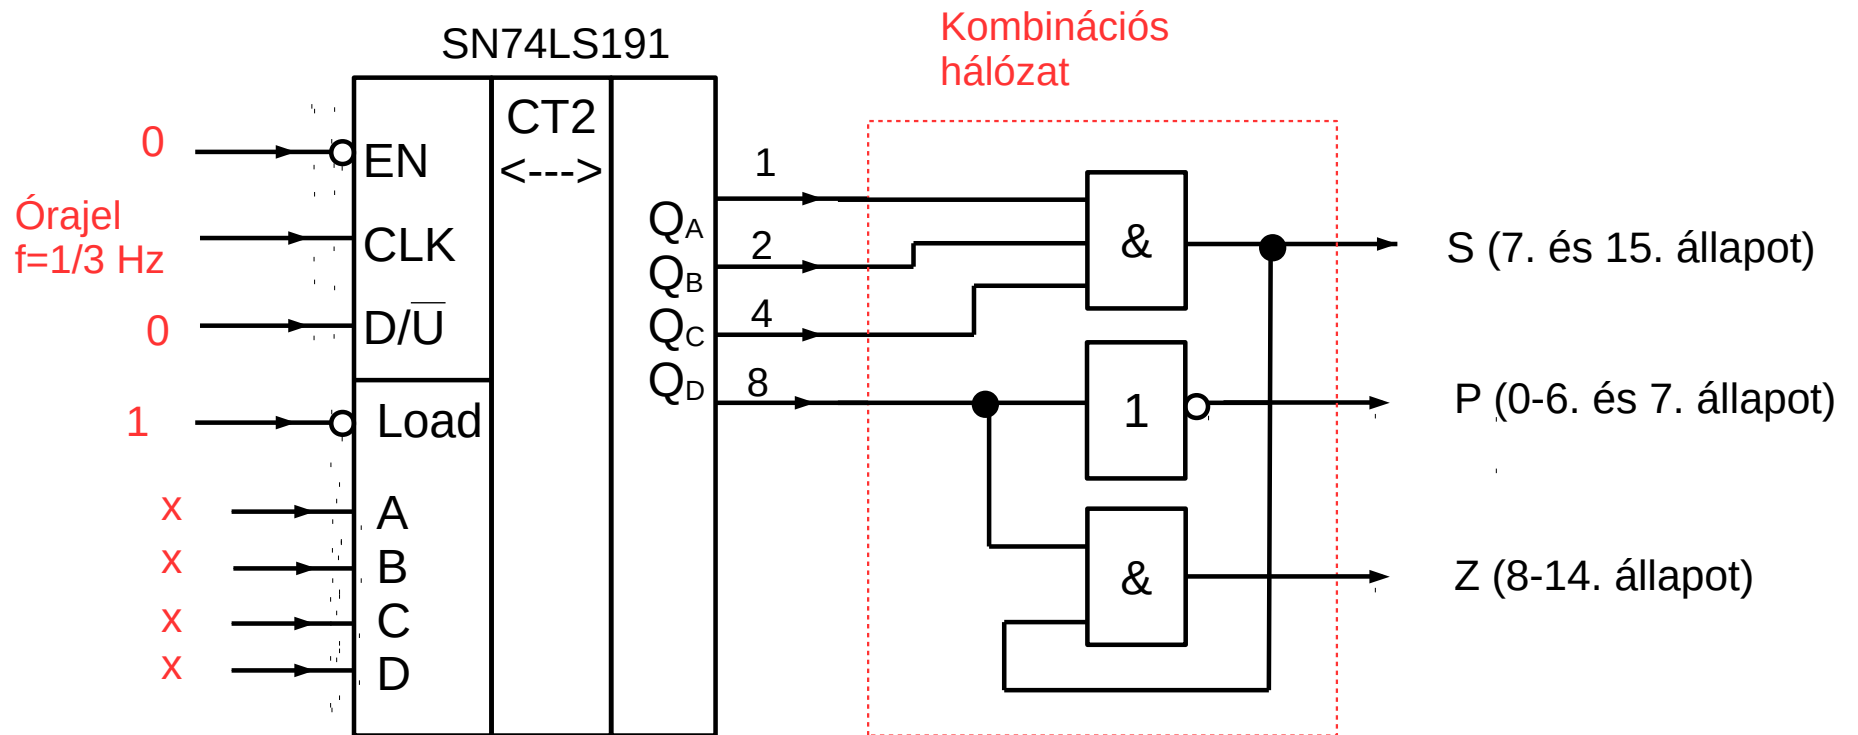 Kombinációs
hálózat
SN74LS191
CT2
<--->
0
EN
Órajel
f=1/3 Hz
CLK
0
D/U̅
1
Load
x
A
x
B
x
C
x
D
QA
QB
QC
QD
1
2
4
8
&
1
&
S (7. és 15. állapot)
P (0-6. és 7. állapot)
Z (8-14. állapot)